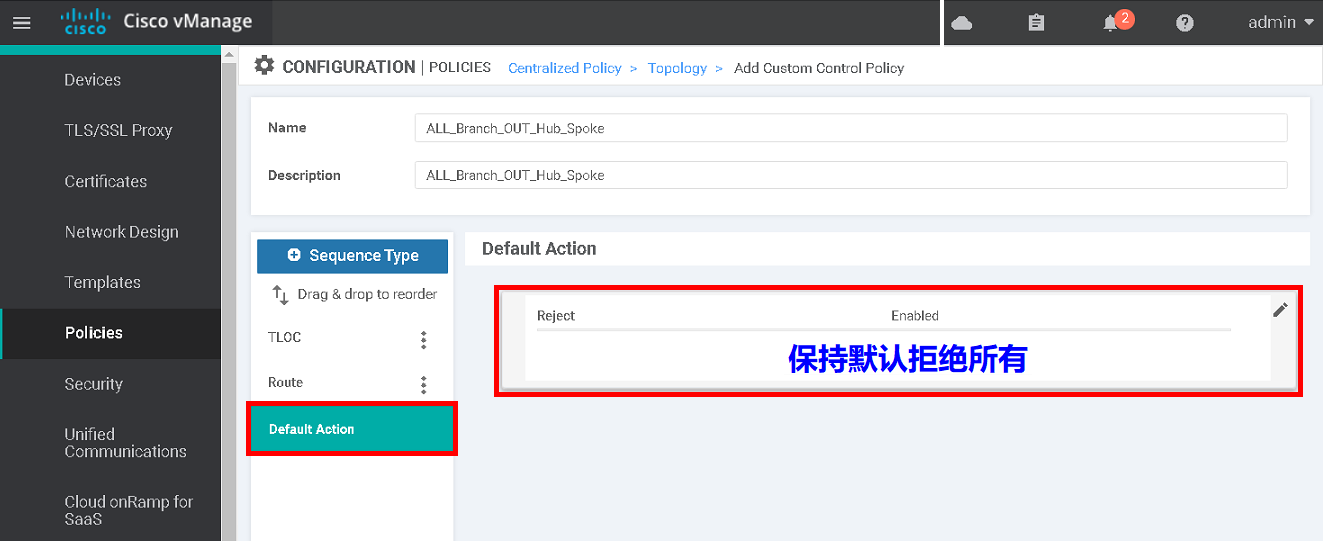 cisco Cisco vManage
2
admin
CONFIGURATION | POLICIES Centralized Policy > Topology > Add Custom Control Policy
Devices
TLS/SSL Proxy
Certificates
Network Design
Templates
Policies
Security
Unified
Communications
Cloud onRamp for
SaaS
Name ALL_Branch_OUT_Hub_Spoke
Description ALL_Branch_OUT_Hub_Spoke
Sequence Type
Drag & drop to reorder
TLOC
Route
Default Action
Default Action
Reject Enabled
保持默认拒绝所有